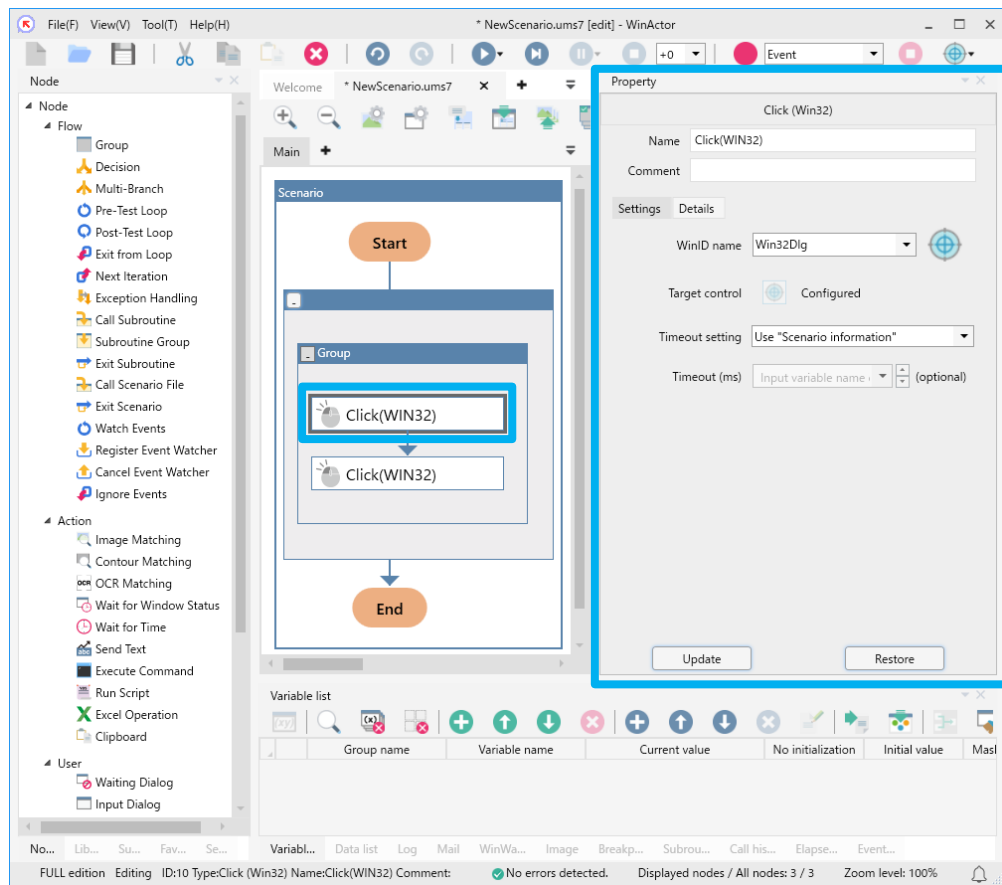 File(F) View(V) Tool(T) Help(H)
* NewScenario.ums7 [edit] - WinActor
+0
Event
Node
Node
Flow
Group
Decision
Multi-Branch
Pre-Test Loop
Post-Test Loop
Exit from Loop
Next Iteration
Exception Handling
Call Subroutine
Subroutine Group
Exit Subroutine
Call Scenario File
Exit Scenario
Watch Events
Register Event Watcher
Cancel Event Watcher
Ignore Events
Action
Image Matching
Contour Matching
OCR Matching
Wait for Window Status
Wait for Time
Send Text
Execute Command
Run Script
Excel Operation
Clipboard
User
Waiting Dialog
Input Dialog
No... Lib... Su... Fav... Se...
Welcome * NewScenario.ums7
Main
Scenario
Start
Group
Click(WIN32)
Click(WIN32)
End
Property
Click (Win32)
Name Click(WIN32)
Comment
Settings Details
WinID name Win32Dlg
Target control Configured
Timeout setting Use "Scenario information"
Timeout (ms) Input variable name (optional)
Update Restore
Variable list
Group name Variable name Current value No initialization Initial value Mask
Variabl... Data list Log Mail WinWa... Image Breakp... Subrou... Call his... Elapse... Event...
FULL edition Editing ID:10 Type:Click (Win32) Name:Click(WIN32) Comment: No errors detected. Displayed nodes / All nodes: 3 / 3 Zoom level: 100%